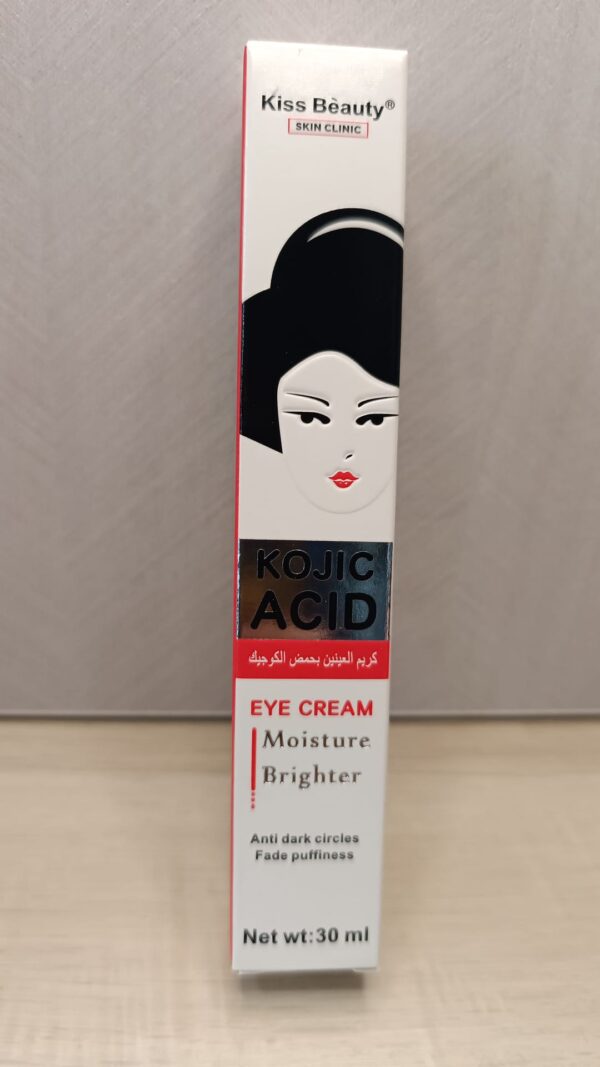 Kiss Beauty®
SKIN CLINIC
KOJIC
ACID
كريم العينين بحمض الكوجيك
EYE CREAM
Moisture
Brighter
Anti dark circles
Fade puffiness
Net wt:30 ml